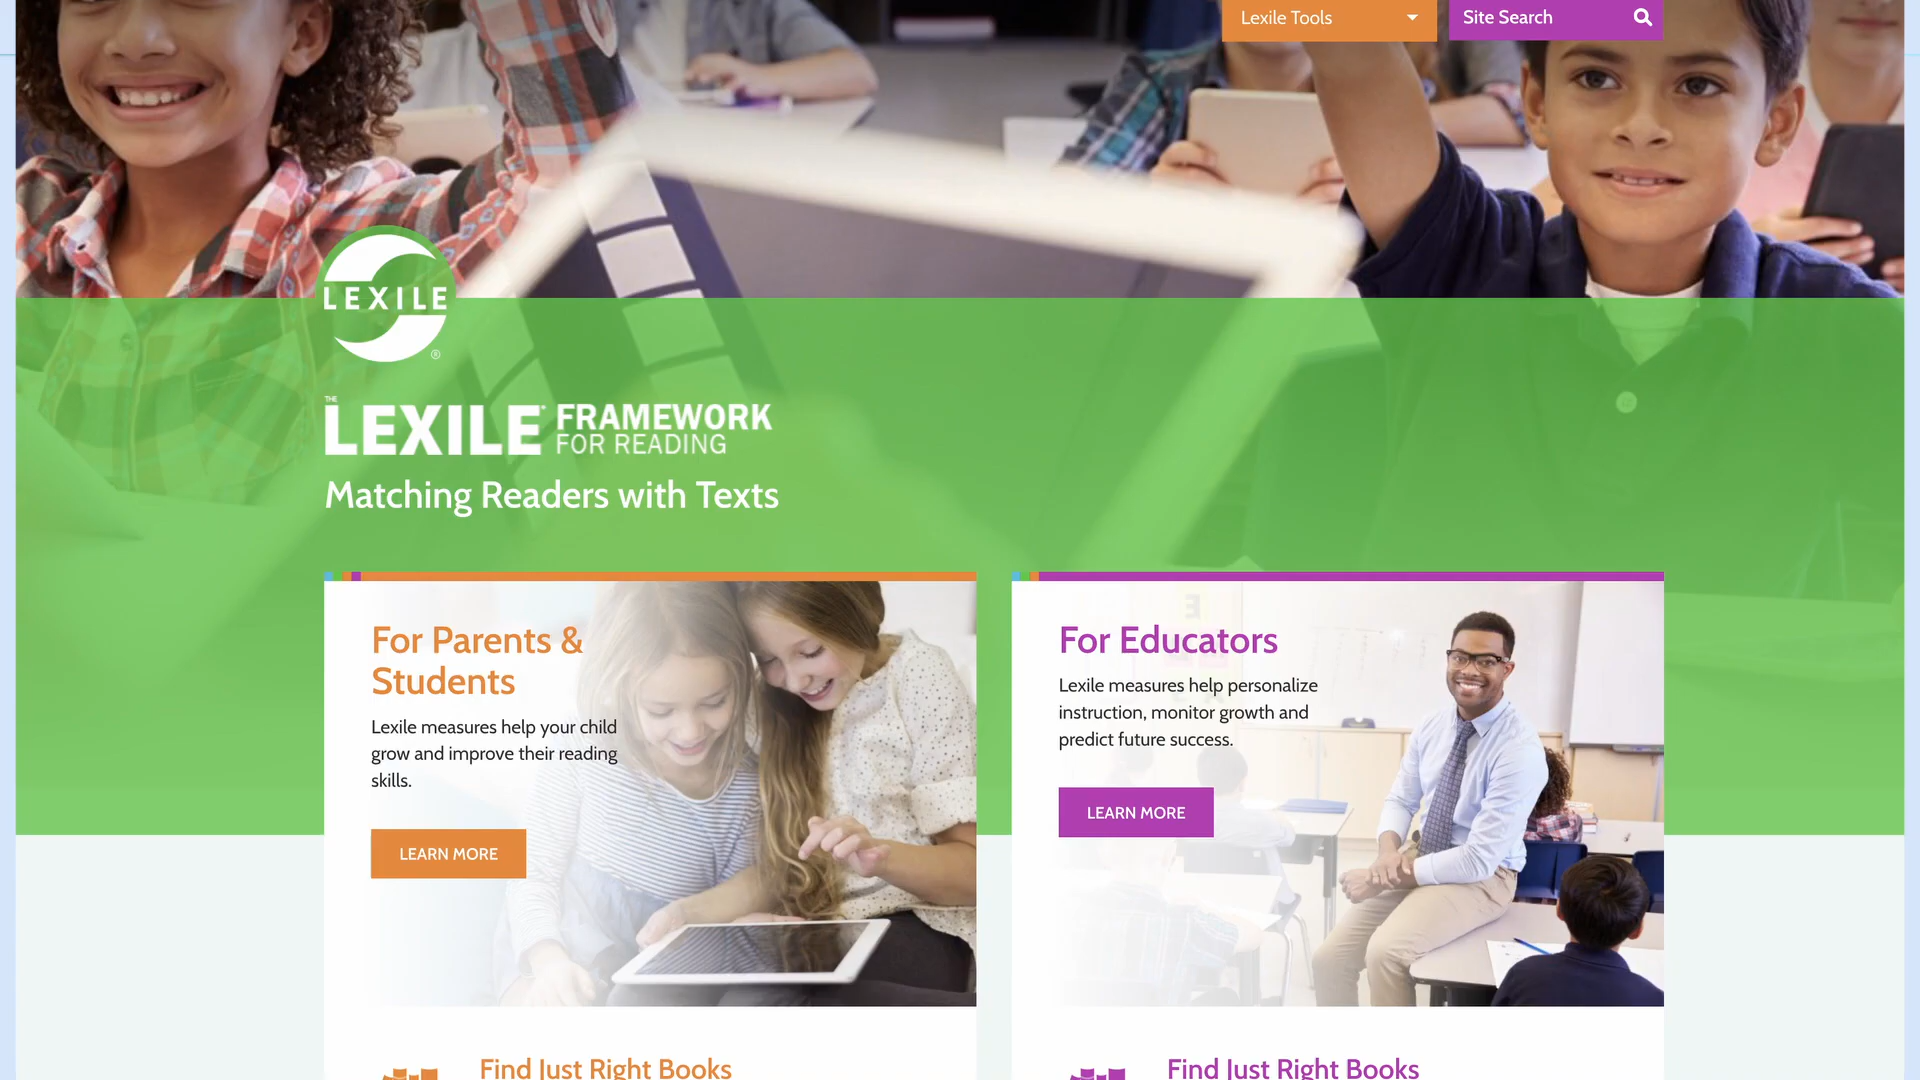 Lexile Tools
Site Search
LEXILE
®
THE
LEXILE FRAMEWORK
FOR READING
Matching Readers with Texts
For Parents &
Students
Lexile measures help your child
grow and improve their reading
skills.
LEARN MORE
For Educators
Lexile measures help personalize
instruction, monitor growth and
predict future success.
LEARN MORE
Find Just Right Books
Find Just Right Books